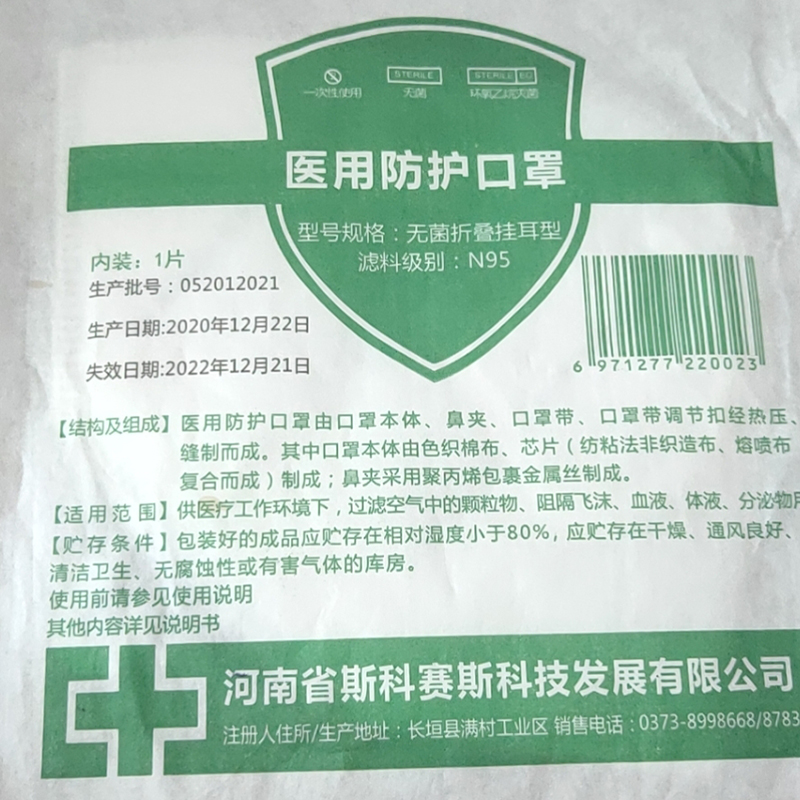 一次性使用 无菌 环氧乙烷灭菌
STERILE STERILE EO
医用防护口罩
型号规格：无菌折叠挂耳型
滤料级别：N95
内装：1片
生产批号：052012021
生产日期:2020年12月22日
失效日期:2022年12月21日
6 971277 220023
【结构及组成】医用防护口罩由口罩本体、鼻夹、口罩带、口罩带调节扣经热压、
缝制而成。其中口罩本体由色织棉布、芯片（纺粘法非织造布、熔喷布
复合而成）制成；鼻夹采用聚丙烯包裹金属丝制成。
【适用范围】供医疗工作环境下，过滤空气中的颗粒物、阻隔飞沫、血液、体液、分泌物
【贮存条件】包装好的成品应贮存在相对湿度小于80%，应贮存在干燥、通风良好、
清洁卫生、无腐蚀性或有害气体的库房。
使用前请参见使用说明
其他内容详见说明书
河南省斯科赛斯科技发展有限公司
注册人住所/生产地址：长垣县满村工业区 销售电话：0373-8998668/8783